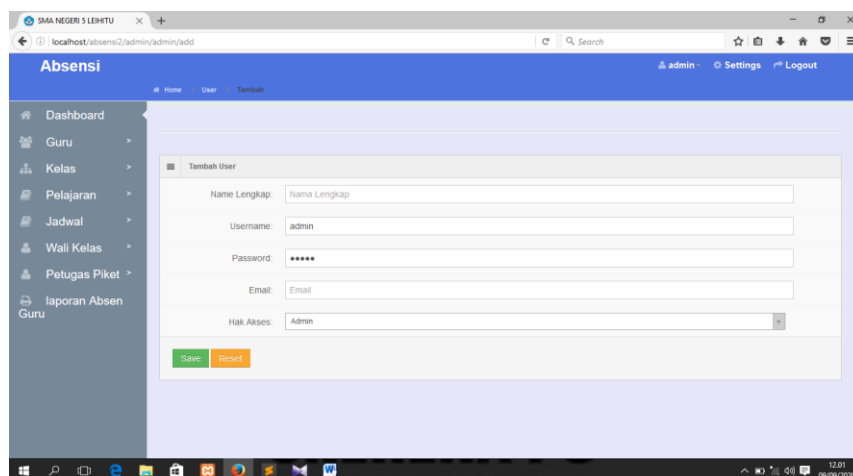 SMA NEGERI 5 LEIHITU
localhost/absensi2/admin/admin/add
Search
Absensi
admin
Settings
Logout
Home
User
Tambah
Dashboard
Guru
Kelas
Pelajaran
Jadwal
Wali Kelas
Petugas Piket
laporan Absen
Guru
Tambah User
Name Lengkap:
Nama Lengkap
Username:
admin
Password:
•••••
Email:
Email
Hak Akses:
Admin
Save
Reset
12.01